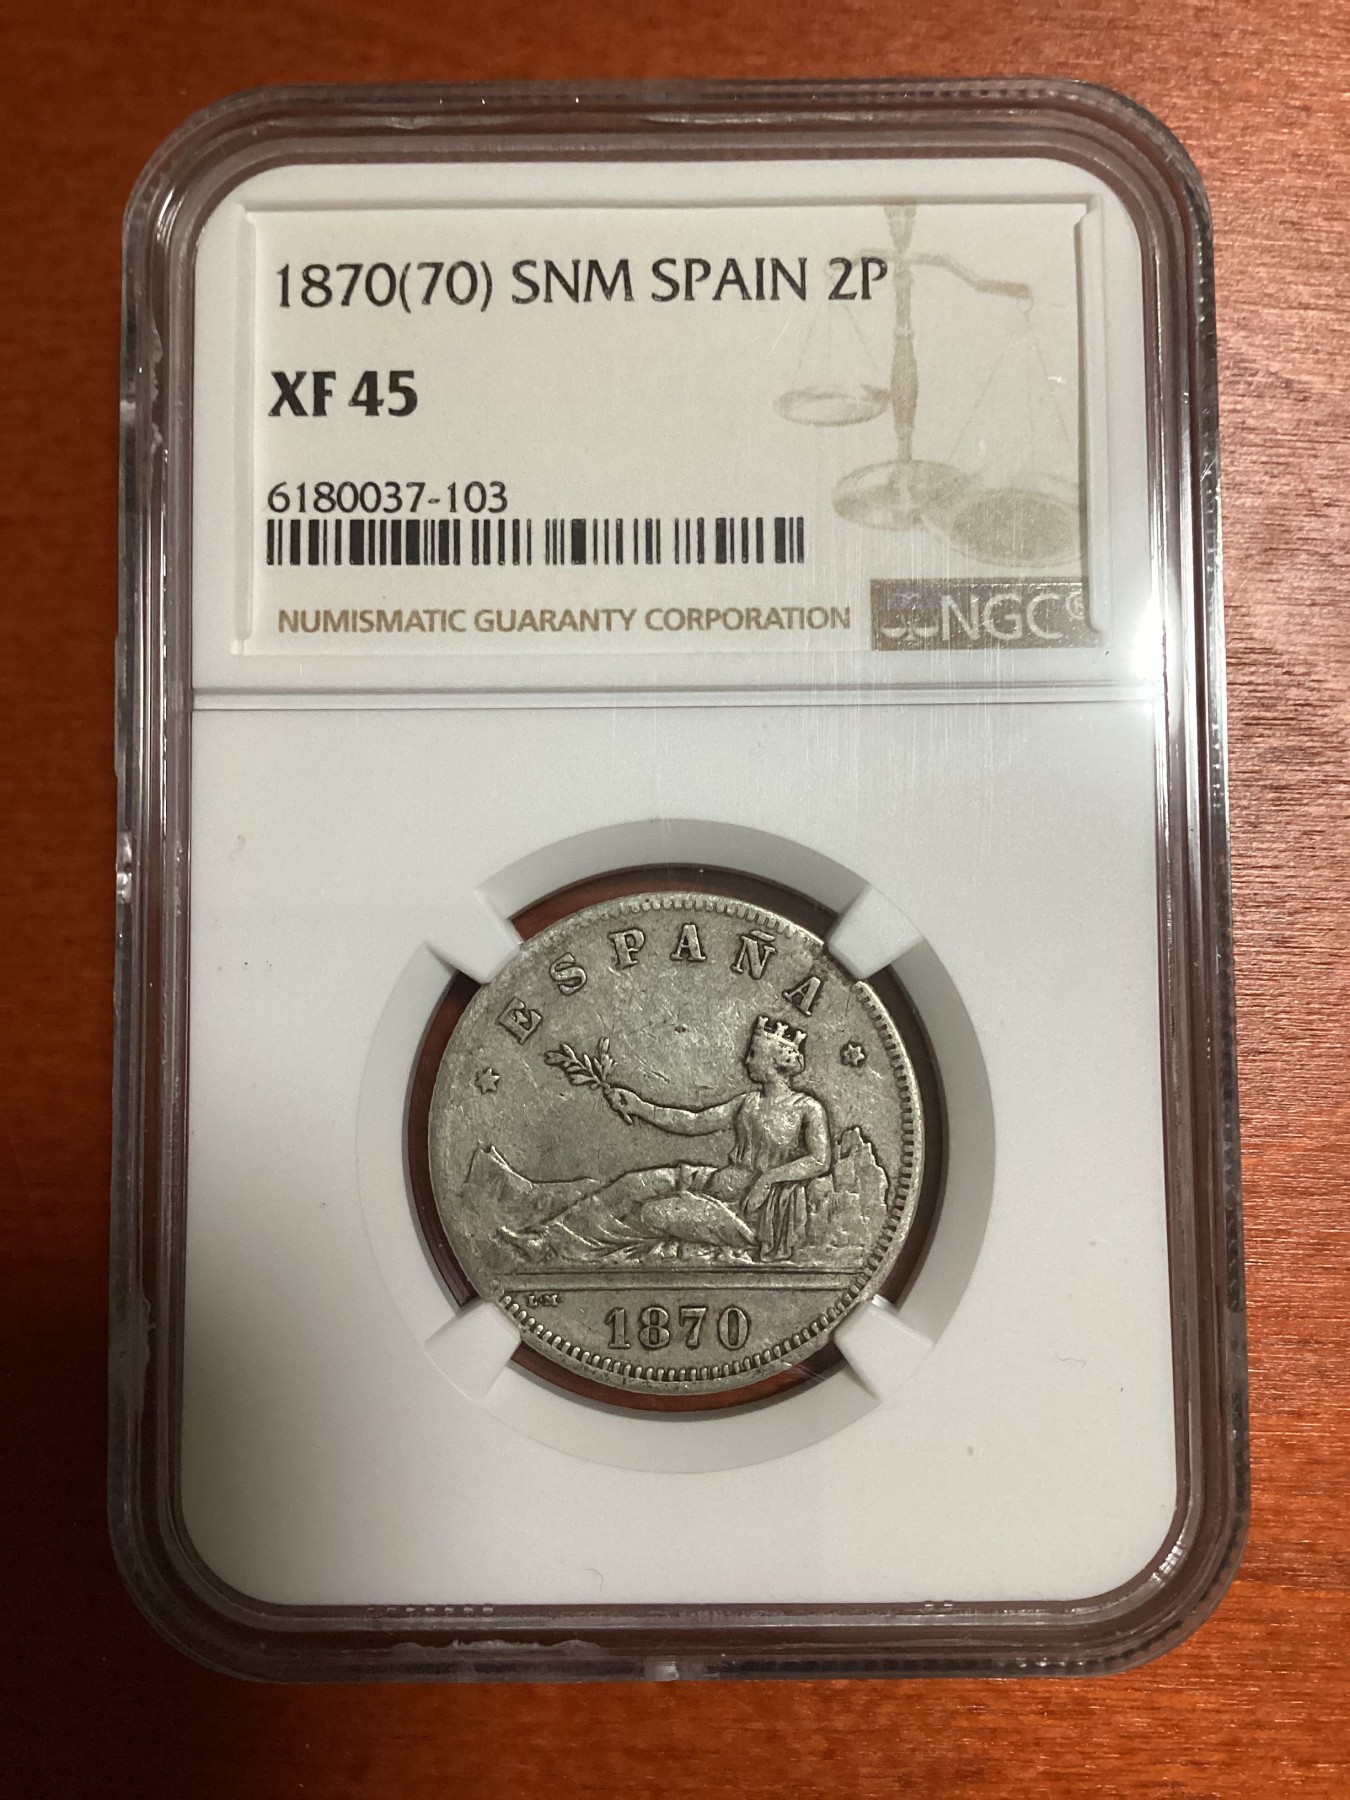 1870(70) SNM SPAIN 2P
XF 45
6180037-103
NUMISMATIC GUARANTY CORPORATION
NGC
ESPAÑA
L·M·
1870